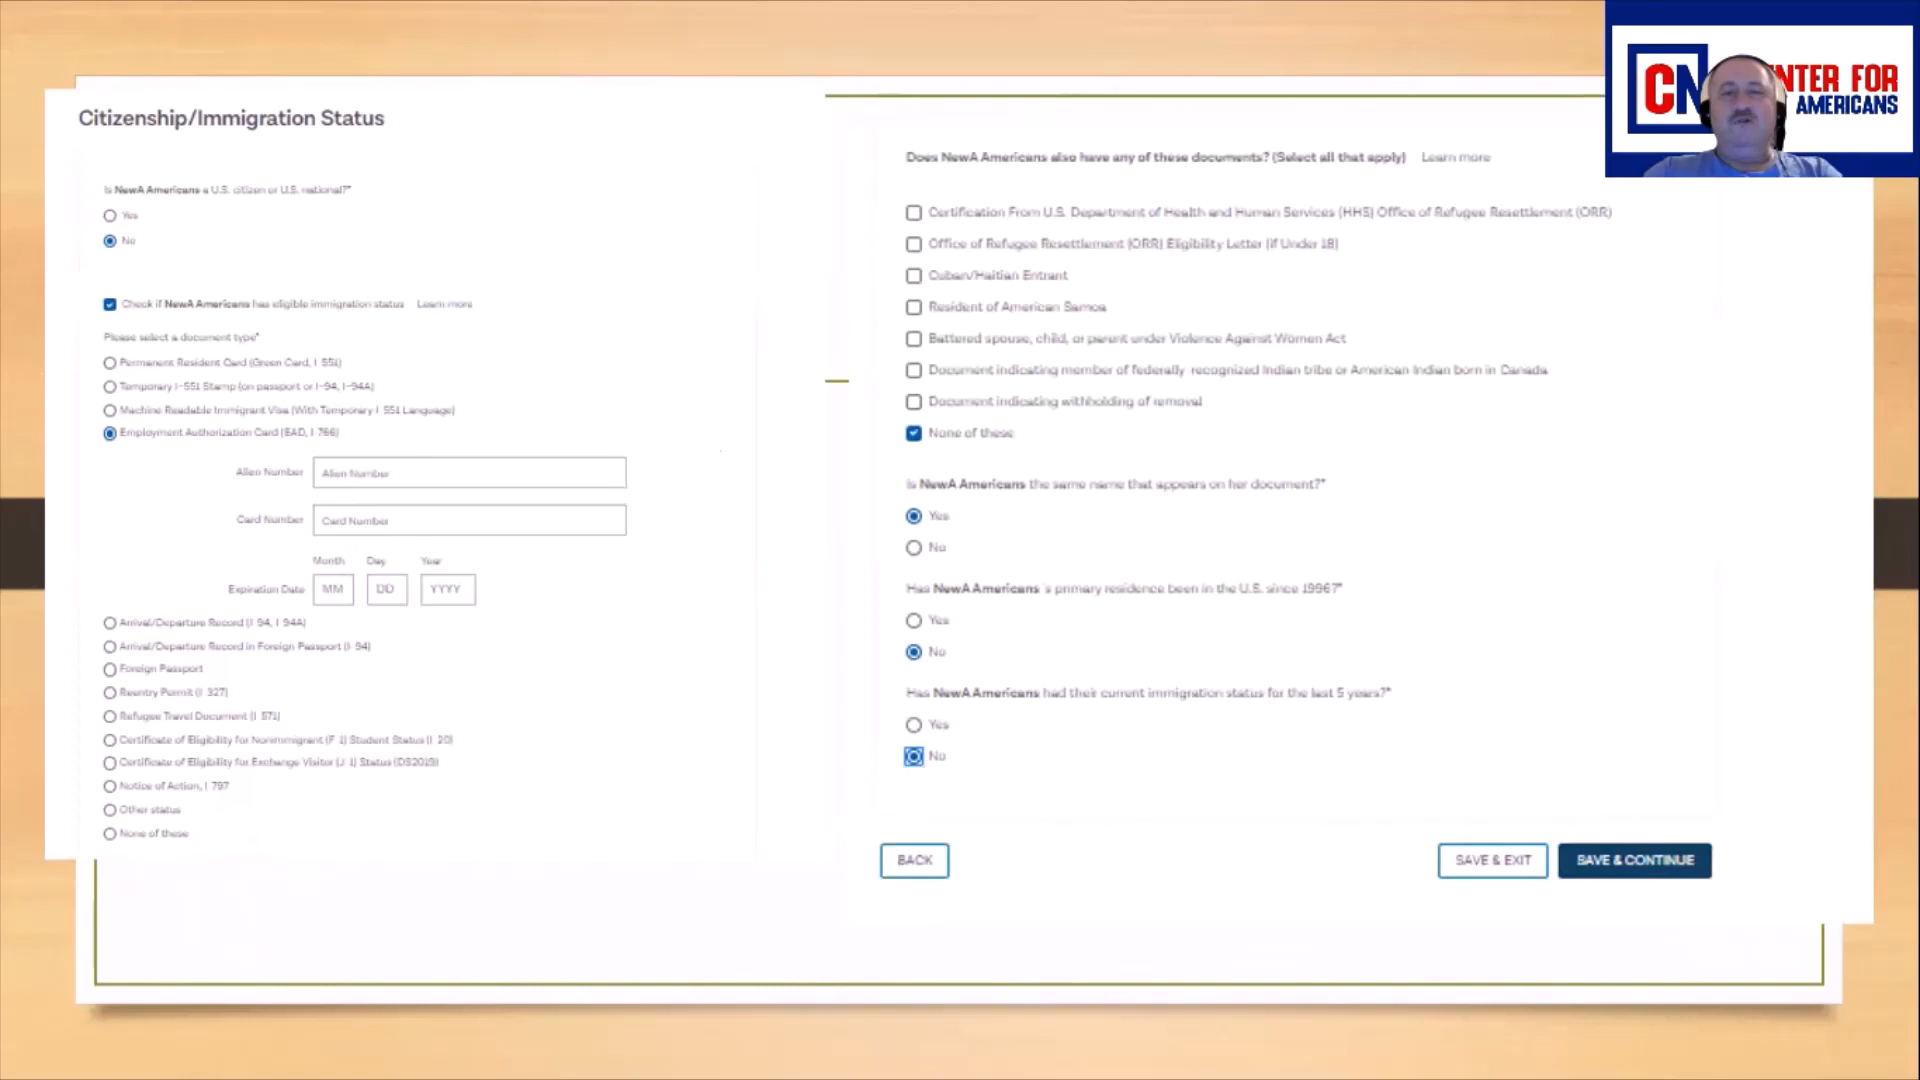 Citizenship/Immigration Status
Is NewA Americans a U.S. citizen or U.S. national?*
Yes
No
Check if NewA Americans has eligible immigration status Learn more
Please select a document type*
Permanent Resident Card (Green Card, I 551)
Temporary I-551 Stamp (on passport or I-94, I-94A)
Machine Readable Immigrant Visa (With Temporary I 551 Language)
Employment Authorization Card (EAD, I 766)
Alien Number Alien Number
Card Number Card Number
Month Day Year
Expiration Date MM DD YYYY
Arrival/Departure Record (I 94, I 94A)
Arrival/Departure Record in Foreign Passport (I 94)
Foreign Passport
Reentry Permit (I 327)
Refugee Travel Document (I 571)
Certificate of Eligibility for Nonimmigrant (F 1) Student Status (I 20)
Certificate of Eligibility for Exchange Visitor (J 1) Status (DS2019)
Notice of Action, I 797
Other status
None of these
Does NewA Americans also have any of these documents? (Select all that apply) Learn more
Certification From U.S. Department of Health and Human Services (HHS) Office of Refugee Resettlement (ORR)
Office of Refugee Resettlement (ORR) Eligibility Letter (if Under 18)
Cuban/Haitian Entrant
Resident of American Samoa
Battered spouse, child, or parent under Violence Against Women Act
Document indicating member of federally recognized Indian tribe or American Indian born in Canada
Document indicating withholding of removal
None of these
Is NewA Americans the same name that appears on her document?*
Yes
No
Has NewA Americans 's primary residence been in the U.S. since 1996?*
Yes
No
Has NewA Americans had their current immigration status for the last 5 years?*
Yes
No
BACK
SAVE & EXIT
SAVE & CONTINUE
CN
NTER FOR
AMERICANS